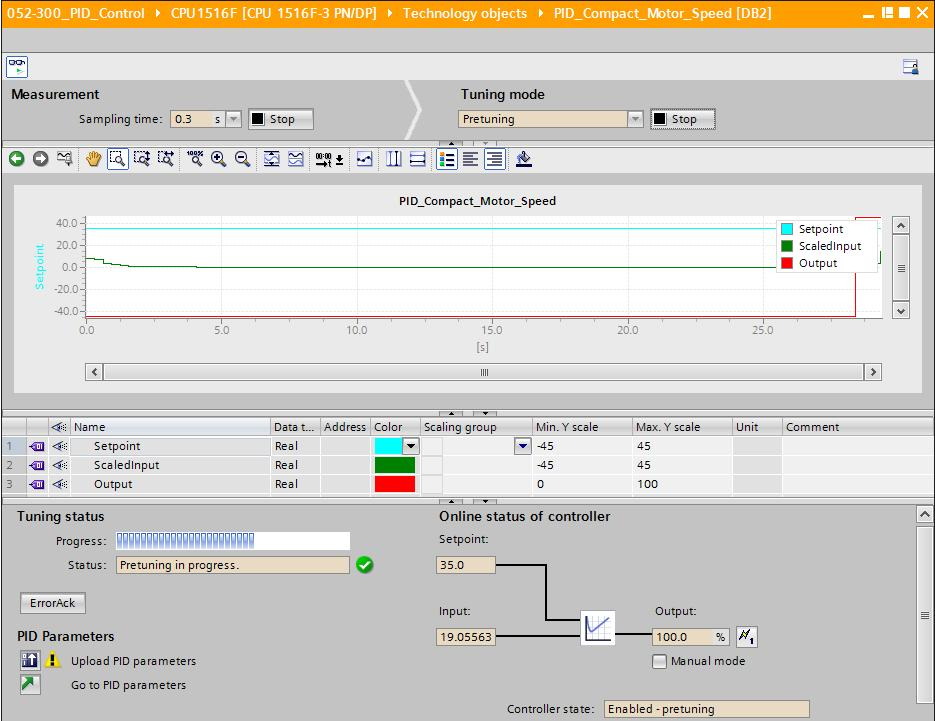 052-300_PID_Control ▸ CPU1516F [CPU 1516F-3 PN/DP] ▸ Technology objects ▸ PID_Compact_Motor_Speed [DB2]
Measurement
Sampling time: 0.3 s Stop
Tuning mode
Pretuning Stop
100%
00:00
PID_Compact_Motor_Speed
Setpoint
40.0
20.0
0.0
-20.0
-40.0
Setpoint
ScaledInput
Output
0.0 5.0 10.0 15.0 20.0 25.0
[s]
Name Data t... Address Color Scaling group Min. Y scale Max. Y scale Unit Comment
1 Setpoint Real -45 45
2 ScaledInput Real -45 45
3 Output Real 0 100
Tuning status
Progress:
Status: Pretuning in progress.
ErrorAck
PID Parameters
Upload PID parameters
Go to PID parameters
Online status of controller
Setpoint:
35.0
Input:
19.05563
Output:
100.0 %
Manual mode
Controller state: Enabled - pretuning